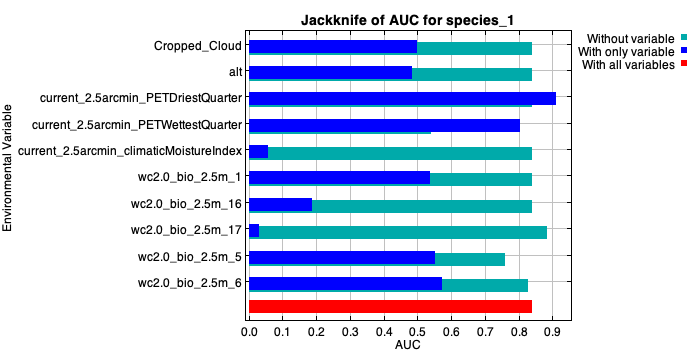 Jackknife of AUC for species_1
Without variable
With only variable
With all variables
Environmental Variable
Cropped_Cloud
alt
current_2.5arcmin_PETDriestQuarter
current_2.5arcmin_PETWettestQuarter
current_2.5arcmin_climaticMoistureIndex
wc2.0_bio_2.5m_1
wc2.0_bio_2.5m_16
wc2.0_bio_2.5m_17
wc2.0_bio_2.5m_5
wc2.0_bio_2.5m_6
0.0 0.1 0.2 0.3 0.4 0.5 0.6 0.7 0.8 0.9
AUC